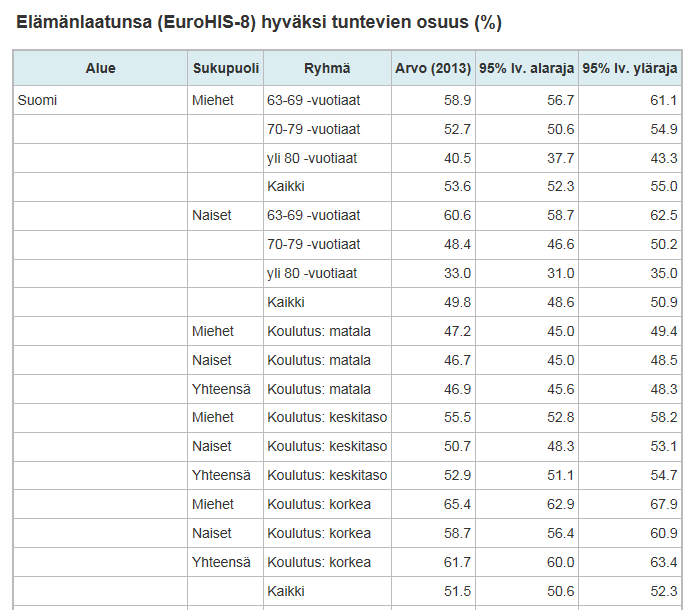 Elämänlaatunsa (EuroHIS-8) hyväksi tuntevien osuus (%)
Alue Sukupuoli Ryhmä Arvo (2013) 95% lv. alaraja 95% lv. yläraja
Suomi Miehet 63-69 -vuotiaat 58.9 56.7 61.1
70-79 -vuotiaat 52.7 50.6 54.9
yli 80 -vuotiaat 40.5 37.7 43.3
Kaikki 53.6 52.3 55.0
Naiset 63-69 -vuotiaat 60.6 58.7 62.5
70-79 -vuotiaat 48.4 46.6 50.2
yli 80 -vuotiaat 33.0 31.0 35.0
Kaikki 49.8 48.6 50.9
Miehet Koulutus: matala 47.2 45.0 49.4
Naiset Koulutus: matala 46.7 45.0 48.5
Yhteensä Koulutus: matala 46.9 45.6 48.3
Miehet Koulutus: keskitaso 55.5 52.8 58.2
Naiset Koulutus: keskitaso 50.7 48.3 53.1
Yhteensä Koulutus: keskitaso 52.9 51.1 54.7
Miehet Koulutus: korkea 65.4 62.9 67.9
Naiset Koulutus: korkea 58.7 56.4 60.9
Yhteensä Koulutus: korkea 61.7 60.0 63.4
Kaikki 51.5 50.6 52.3